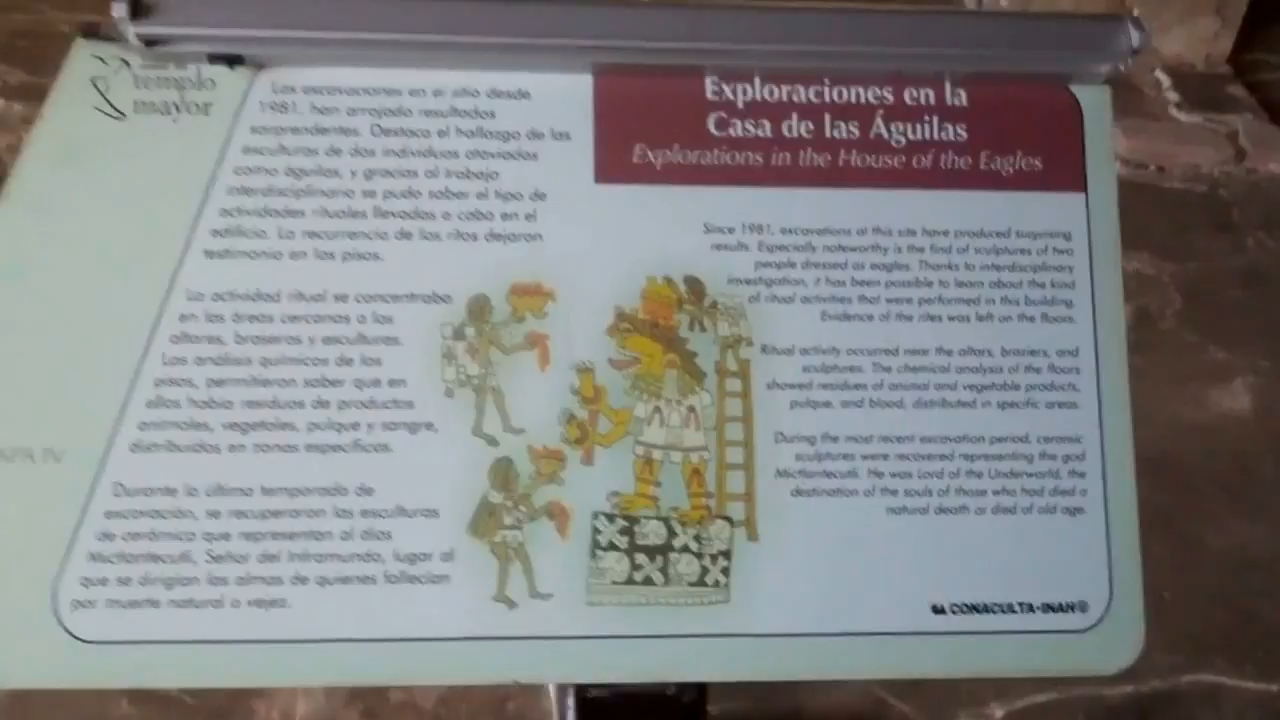 templo
mayor
Las excavaciones en el sitio desde
1981, han arrojado resultados
sorprendentes. Destaca el hallazgo de las
esculturas de dos individuos ataviados
como águilas, y gracias al trabajo
interdisciplinario se pudo saber el tipo de
actividades rituales llevadas a cabo en el
edificio. La recurrencia de los ritos dejaron
testimonio en los pisos.
La actividad ritual se concentraba
en las áreas cercanas a los
altares, braseros y esculturas.
Los análisis químicos de los
pisos, permitieron saber que en
ellos había residuos de productos
animales, vegetales, pulque y sangre,
distribuidos en zonas específicas.
Durante la última temporada de
excavación, se recuperaron las esculturas
de cerámica que representan al dios
Mictlantecutli, Señor del Inframundo, lugar al
que se dirigían las almas de quienes fallecían
por muerte natural o vejez.
Exploraciones en la
Casa de las Águilas
Explorations in the House of the Eagles
Since 1981, excavations at this site have produced surprising
results. Especially noteworthy is the find of sculptures of two
people dressed as eagles. Thanks to interdisciplinary
investigation, it has been possible to learn about the kind
of ritual activities that were performed in this building.
Evidence of the rites was left on the floors.
Ritual activity occurred near the altars, braziers, and
sculptures. The chemical analysis of the floors
showed residues of animal and vegetable products,
pulque, and blood, distributed in specific areas.
During the most recent excavation period, ceramic
sculptures were recovered representing the god
Mictlantecutli. He was Lord of the Underworld, the
destination of the souls of those who had died a
natural death or died of old age.
CONACULTA-INAH®